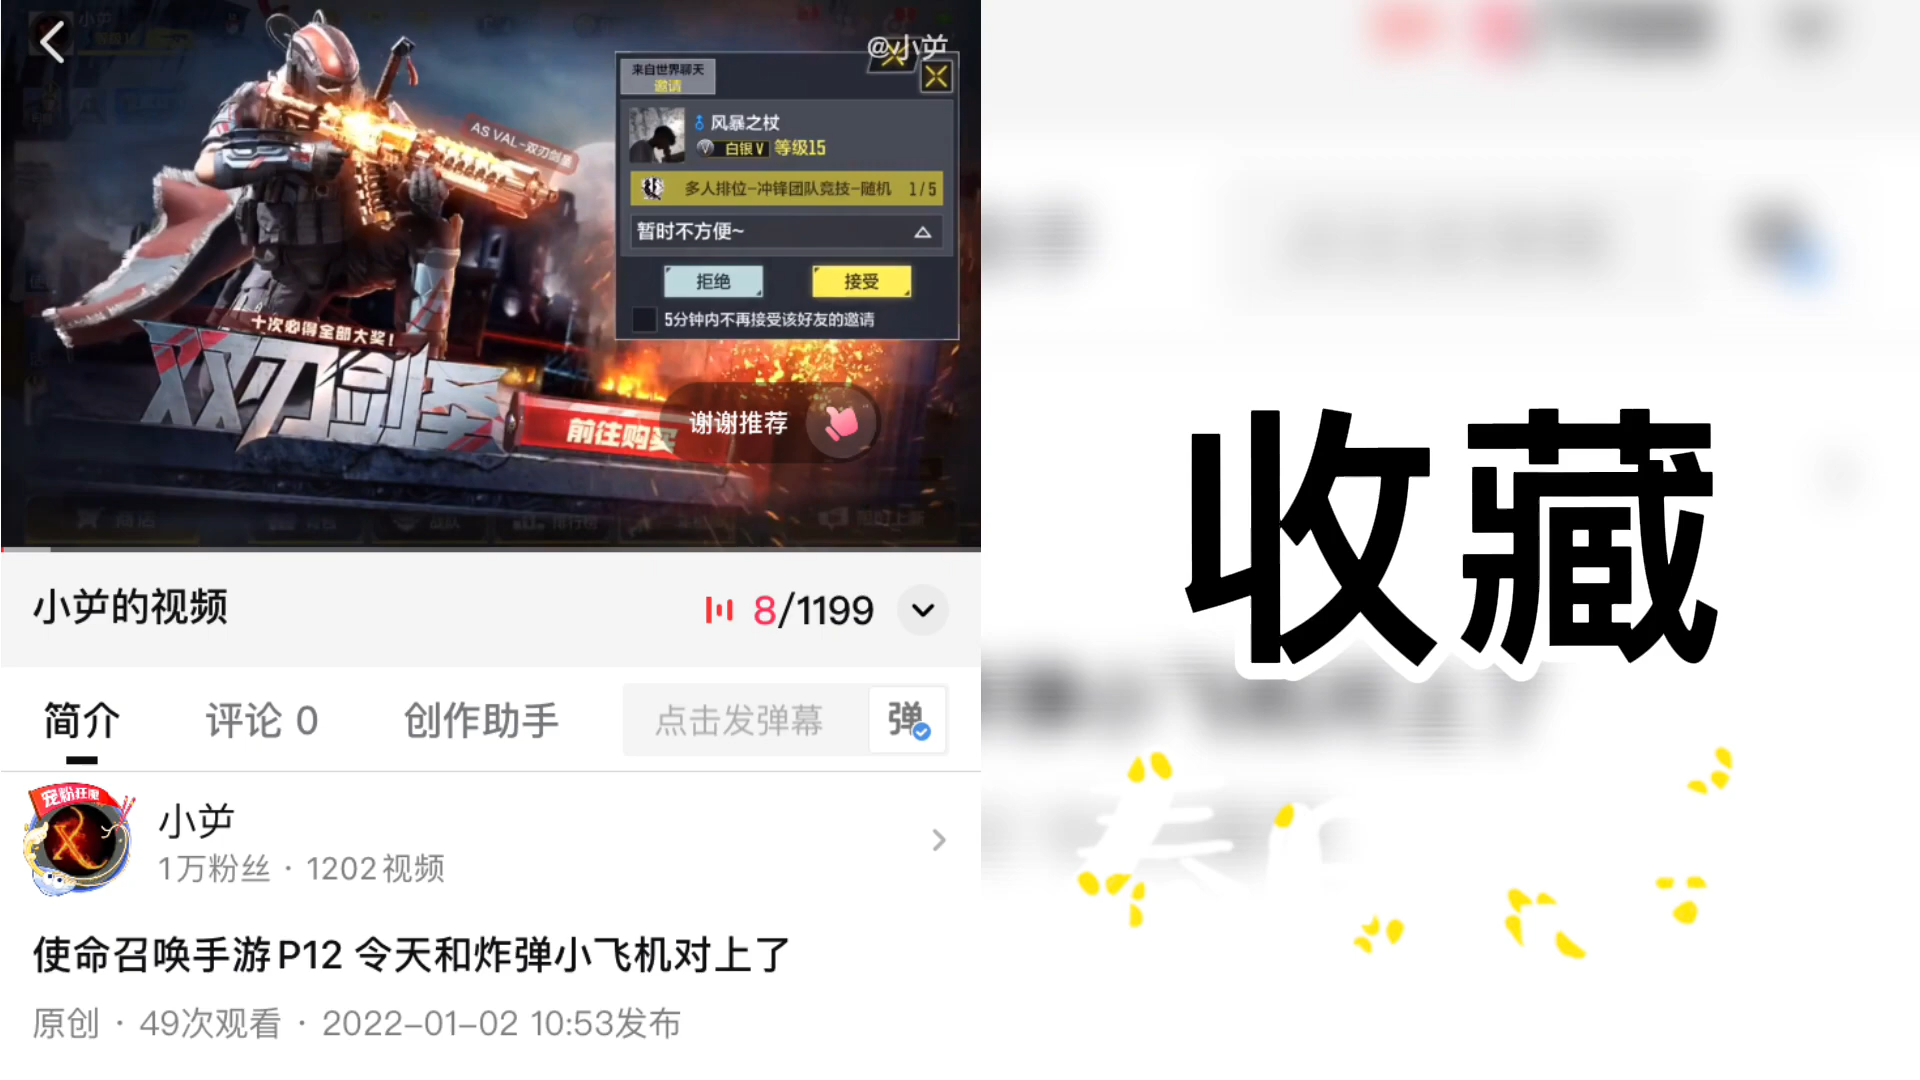 @小屰
来自世界聊天
邀请
风暴之杖
白银V 等级15
多人排位-冲锋团队竞技-随机 1/5
暂时不方便~
拒绝 接受
5分钟内不再接受该好友的邀请
AS VAL-双刃剑圣
十次必得全部大奖!
双刃剑圣
前往购买
谢谢推荐
小屰的视频 8/1199
简介 评论 0 创作助手 点击发弹幕 弹
宠粉狂魔
小屰
1万粉丝 · 1202视频
使命召唤手游P12 令天和炸弹小飞机对上了
原创 · 49次观看 · 2022-01-02 10:53发布
收藏